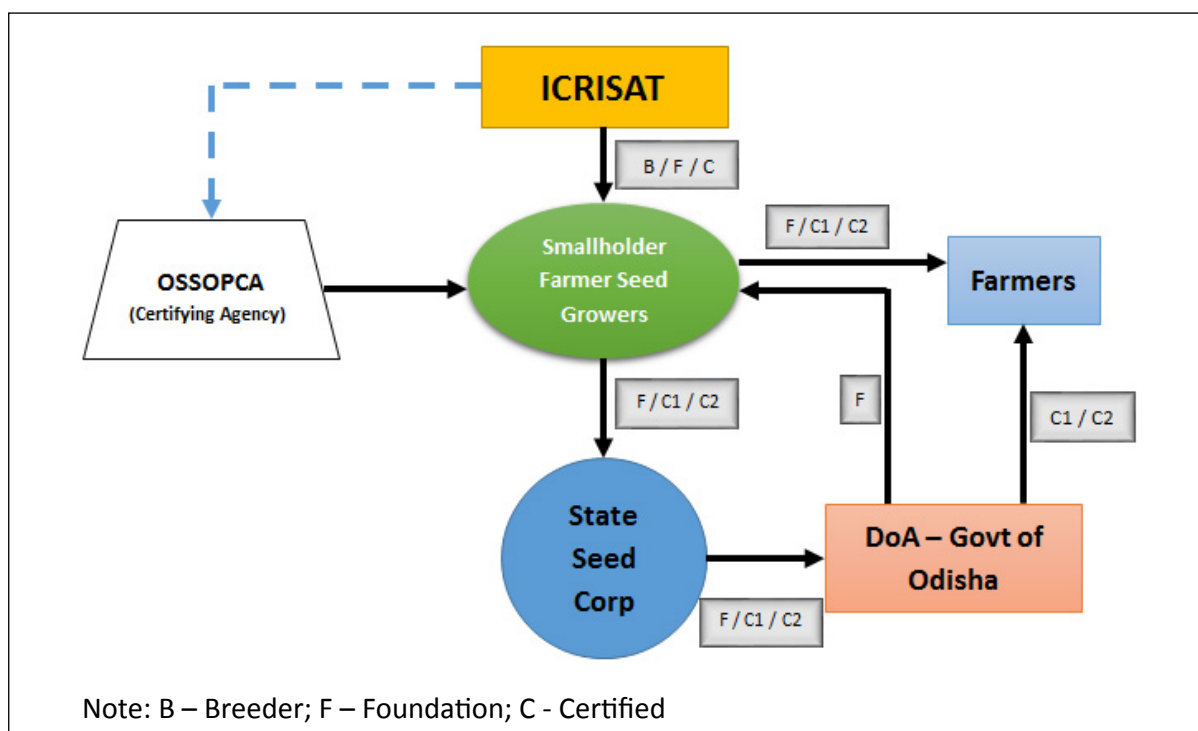 ICRISAT
B / F / C
Smallholder
Farmer Seed
Growers
F / C1 / C2
Farmers
OSSOPCA
(Certifying Agency)
F / C1 / C2
F
C1 / C2
State
Seed
Corp
DoA – Govt of
Odisha
F / C1 / C2
Note: B – Breeder; F – Foundation; C - Certified